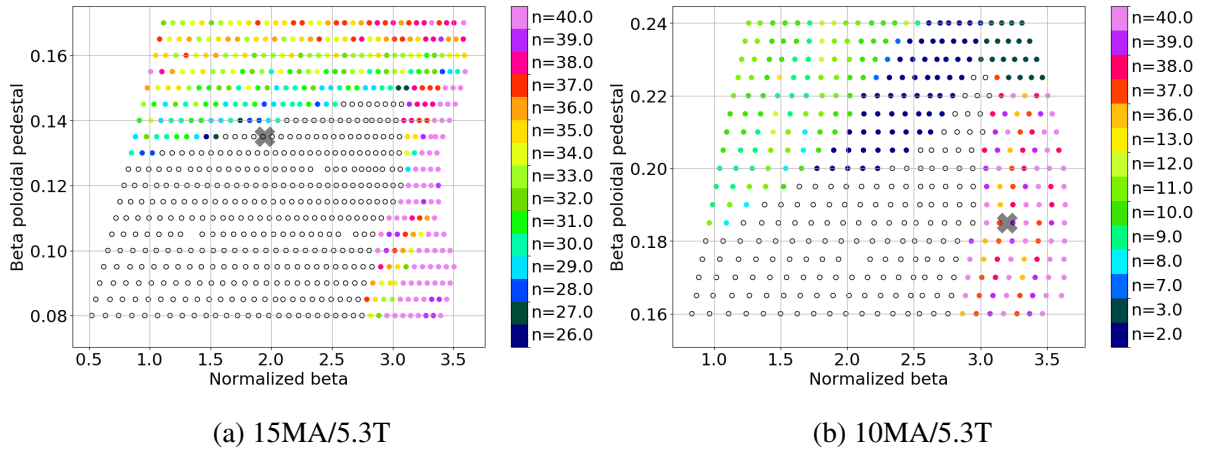 0.16
0.14
0.12
0.10
0.08
Beta poloidal pedestal
0.5 1.0 1.5 2.0 2.5 3.0 3.5
Normalized beta
n=40.0
n=39.0
n=38.0
n=37.0
n=36.0
n=35.0
n=34.0
n=33.0
n=32.0
n=31.0
n=30.0
n=29.0
n=28.0
n=27.0
n=26.0
(a) 15MA/5.3T
0.24
0.22
0.20
0.18
0.16
Beta poloidal pedestal
1.0 1.5 2.0 2.5 3.0 3.5
Normalized beta
n=40.0
n=39.0
n=38.0
n=37.0
n=36.0
n=13.0
n=12.0
n=11.0
n=10.0
n=9.0
n=8.0
n=7.0
n=3.0
n=2.0
(b) 10MA/5.3T